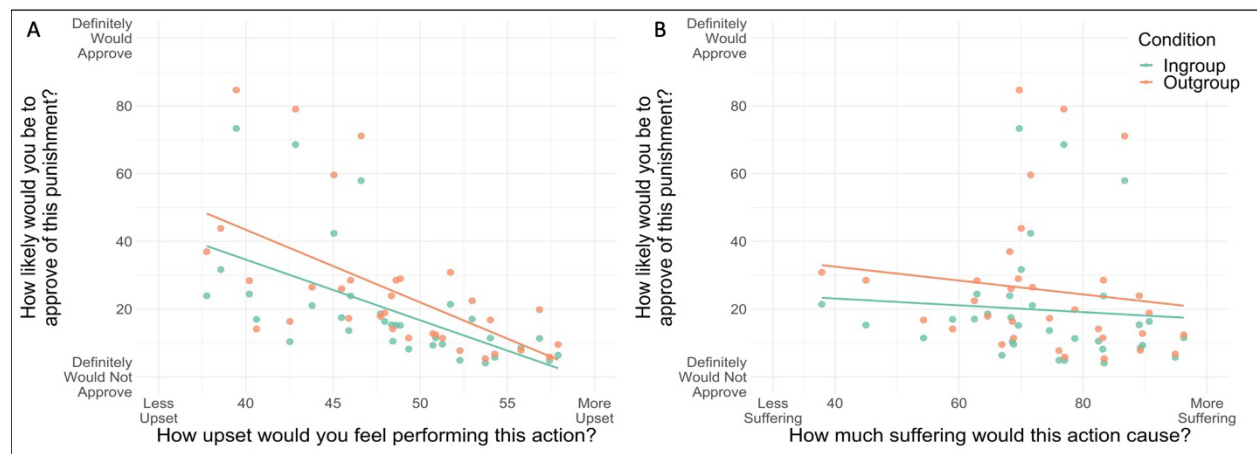 A
Definitely
Would
Approve
How likely would you be to
approve of this punishment?
80
60
40
20
Definitely
Would Not
Approve
Less
Upset
40
45
50
55
More
Upset
How upset would you feel performing this action?
B
Definitely
Would
Approve
How likely would you be to
approve of this punishment?
80
60
40
20
Definitely
Would Not
Approve
Less
Suffering
40
60
80
More
Suffering
How much suffering would this action cause?
Condition
Ingroup
Outgroup